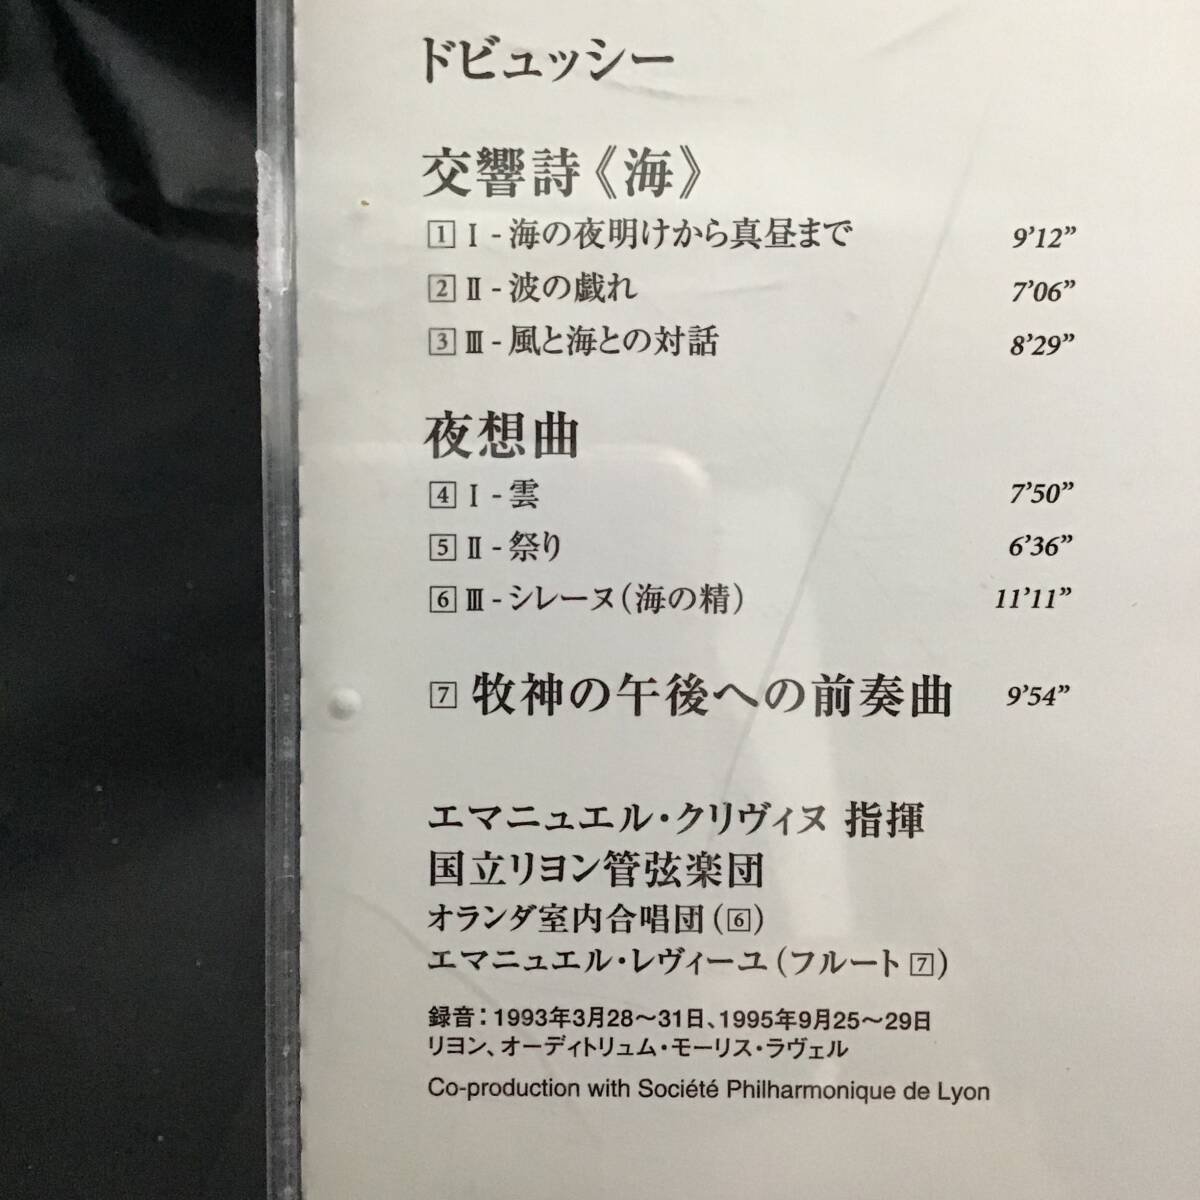 ドビュッシー
交響詩《海》
1 Ⅰ - 海の夜明けから真昼まで 9’12”
2 Ⅱ - 波の戯れ 7’06”
3 Ⅲ - 風と海との対話 8’29”
夜想曲
4 Ⅰ - 雲 7’50”
5 Ⅱ - 祭り 6’36”
6 Ⅲ - シレーヌ(海の精) 11’11”
7 牧神の午後への前奏曲 9’54”
エマニュエル・クリヴィヌ 指揮
国立リヨン管弦楽団
オランダ室内合唱団(6)
エマニュエル・レヴィーユ(フルート7)
録音：1993年3月28～31日、1995年9月25～29日
リヨン、オーディトリュム・モーリス・ラヴェル
Co-production with Société Philharmonique de Lyon